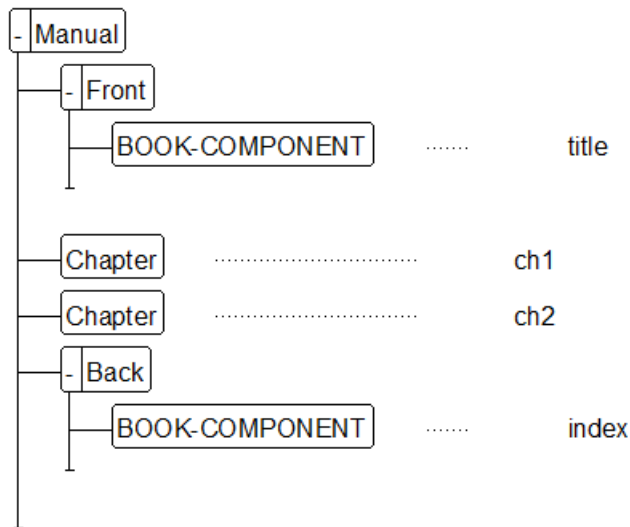 - Manual
- Front
BOOK-COMPONENT ....... title
Chapter ............................. ch1
Chapter ............................. ch2
- Back
BOOK-COMPONENT ....... index